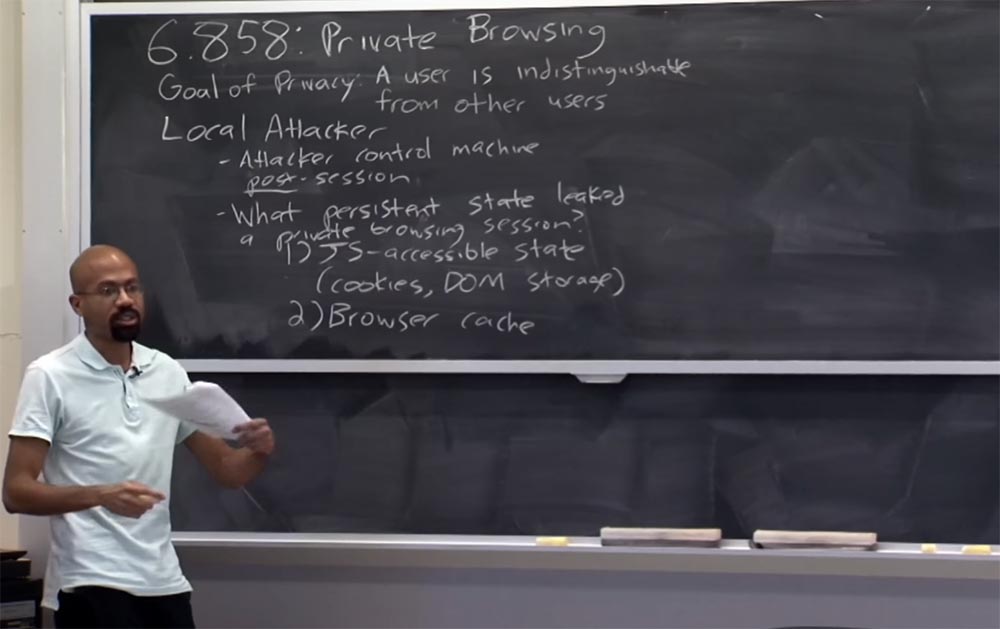 6.858: Private Browsing
Goal of Privacy: A user is indistinguishable
from other users
Local Attacker
- Attacker control machine
post-session
- What persistent state leaked
a private browsing session?
1) JS-accessible state
(cookies, DOM storage)
2) Browser cache